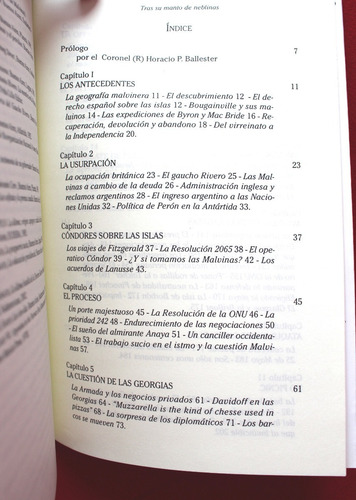 Tras su manto de neblinas
ÍNDICE
Prólogo
por el Coronel (R) Horacio P. Ballester 7
Capítulo I
LOS ANTECEDENTES 11
La geografía malvinera 11 - El descubrimiento 12 - El de-
recho español sobre las islas 12 - Bougainville y sus ma-
luinos 14 - Las expediciones de Byron y Mac Bride 16 - Re-
cuperación, devolución y abandono 18 - Del virreinato a
la Independencia 20.
Capítulo 2
LA USURPACIÓN 23
La ocupación británica 23 - El gaucho Rivero 25 - Las Mal-
vinas a cambio de la deuda 26 - Administración inglesa y
reclamos argentinos 28 - El ingreso argentino a las Nacio-
nes Unidas 32 - Política de Perón en la Antártida 33.
Capítulo 3
CÓNDORES SOBRE LAS ISLAS 37
Los viajes de Fitzgerald 37 - La Resolución 2065 38 - El ope-
rativo Cóndor 39 - ¿Y si tomamos las Malvinas? 42 - Los
acuerdos de Lanusse 43.
Capítulo 4
EL PROCESO 45
Un porte majestuoso 45 - La Resolución de la ONU 46 - La
prioridad 242 48 - Endurecimiento de las negociaciones 50
- El sueño del almirante Anaya 51 - Un canciller occidenta-
lista 53 - El trabajo sucio en el istmo y la cuestión Malvi-
nas 57.
Capítulo 5
LA CUESTIÓN DE LAS GEORGIAS 61
La Armada y los negocios privados 61 - Davidoff en las
Georgias 64 - "Muzzarella is the kind of chesse used in
pizzas" 68 - La sorpresa de los diplomáticos 71 - Los bar-
cos se mueven 73.